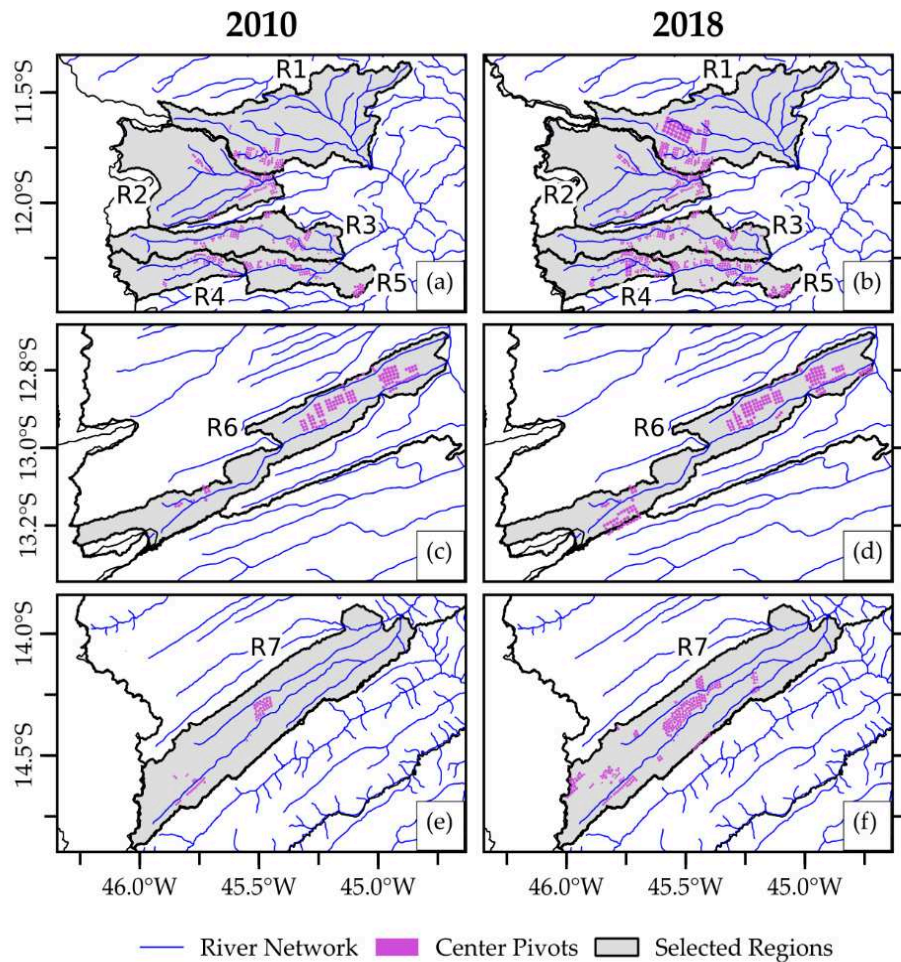 2010
2018
R1
R2
R3
R4
R5
(a)
11.5°S
12.0°S
R1
R2
R3
R4
R5
(b)
R6
(c)
12.8°S
13.0°S
13.2°S
R6
(d)
R7
(e)
14.0°S
14.5°S
R7
(f)
46.0°W 45.5°W 45.0°W
46.0°W 45.5°W 45.0°W
River Network Center Pivots Selected Regions